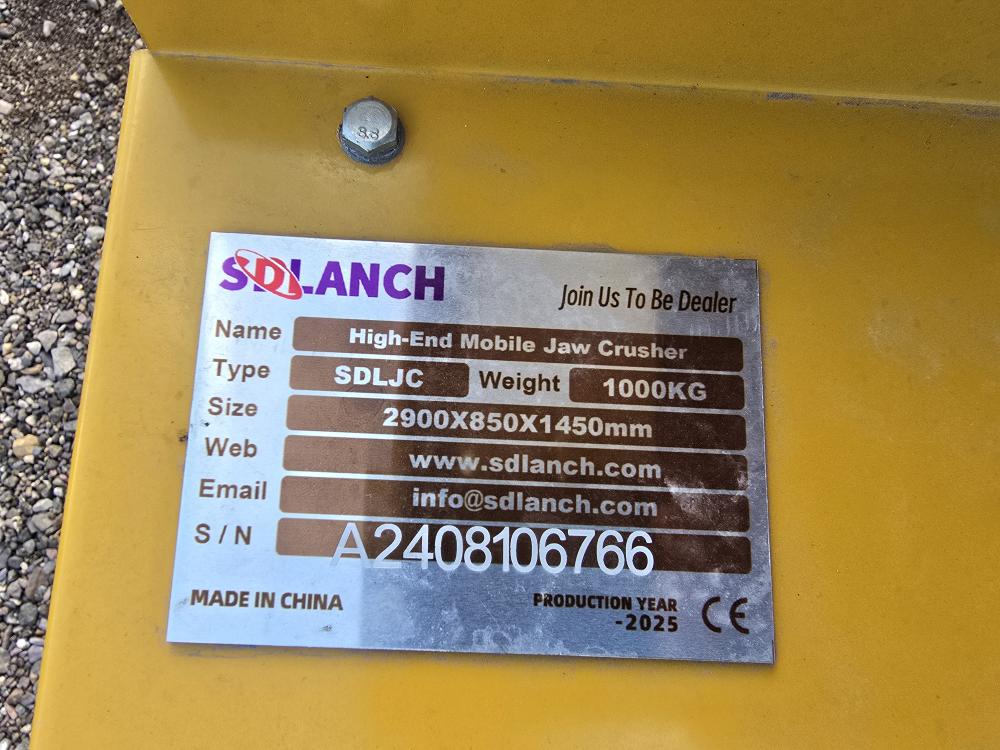 8.8
SDLANCH
Join Us To Be Dealer
Name High-End Mobile Jaw Crusher
Type SDLJC Weight 1000KG
Size 2900X850X1450mm
Web www.sdlanch.com
Email info@sdlanch.com
S / N A2408106766
MADE IN CHINA
PRODUCTION YEAR
-2025
CE